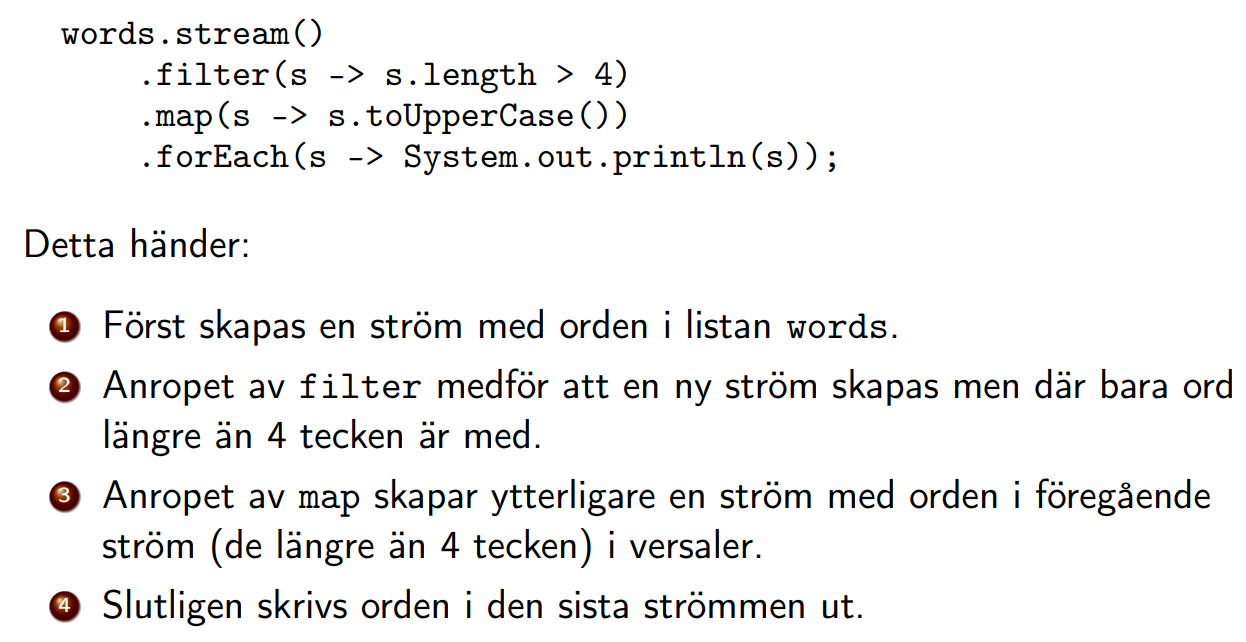 words.stream()
.filter(s -> s.length > 4)
.map(s -> s.toUpperCase())
.forEach(s -> System.out.println(s));
Detta händer:
1 Först skapas en ström med orden i listan words.
2 Anropet av filter medför att en ny ström skapas men där bara ord
längre än 4 tecken är med.
3 Anropet av map skapar ytterligare en ström med orden i föregående
ström (de längre än 4 tecken) i versaler.
4 Slutligen skrivs orden i den sista strömmen ut.